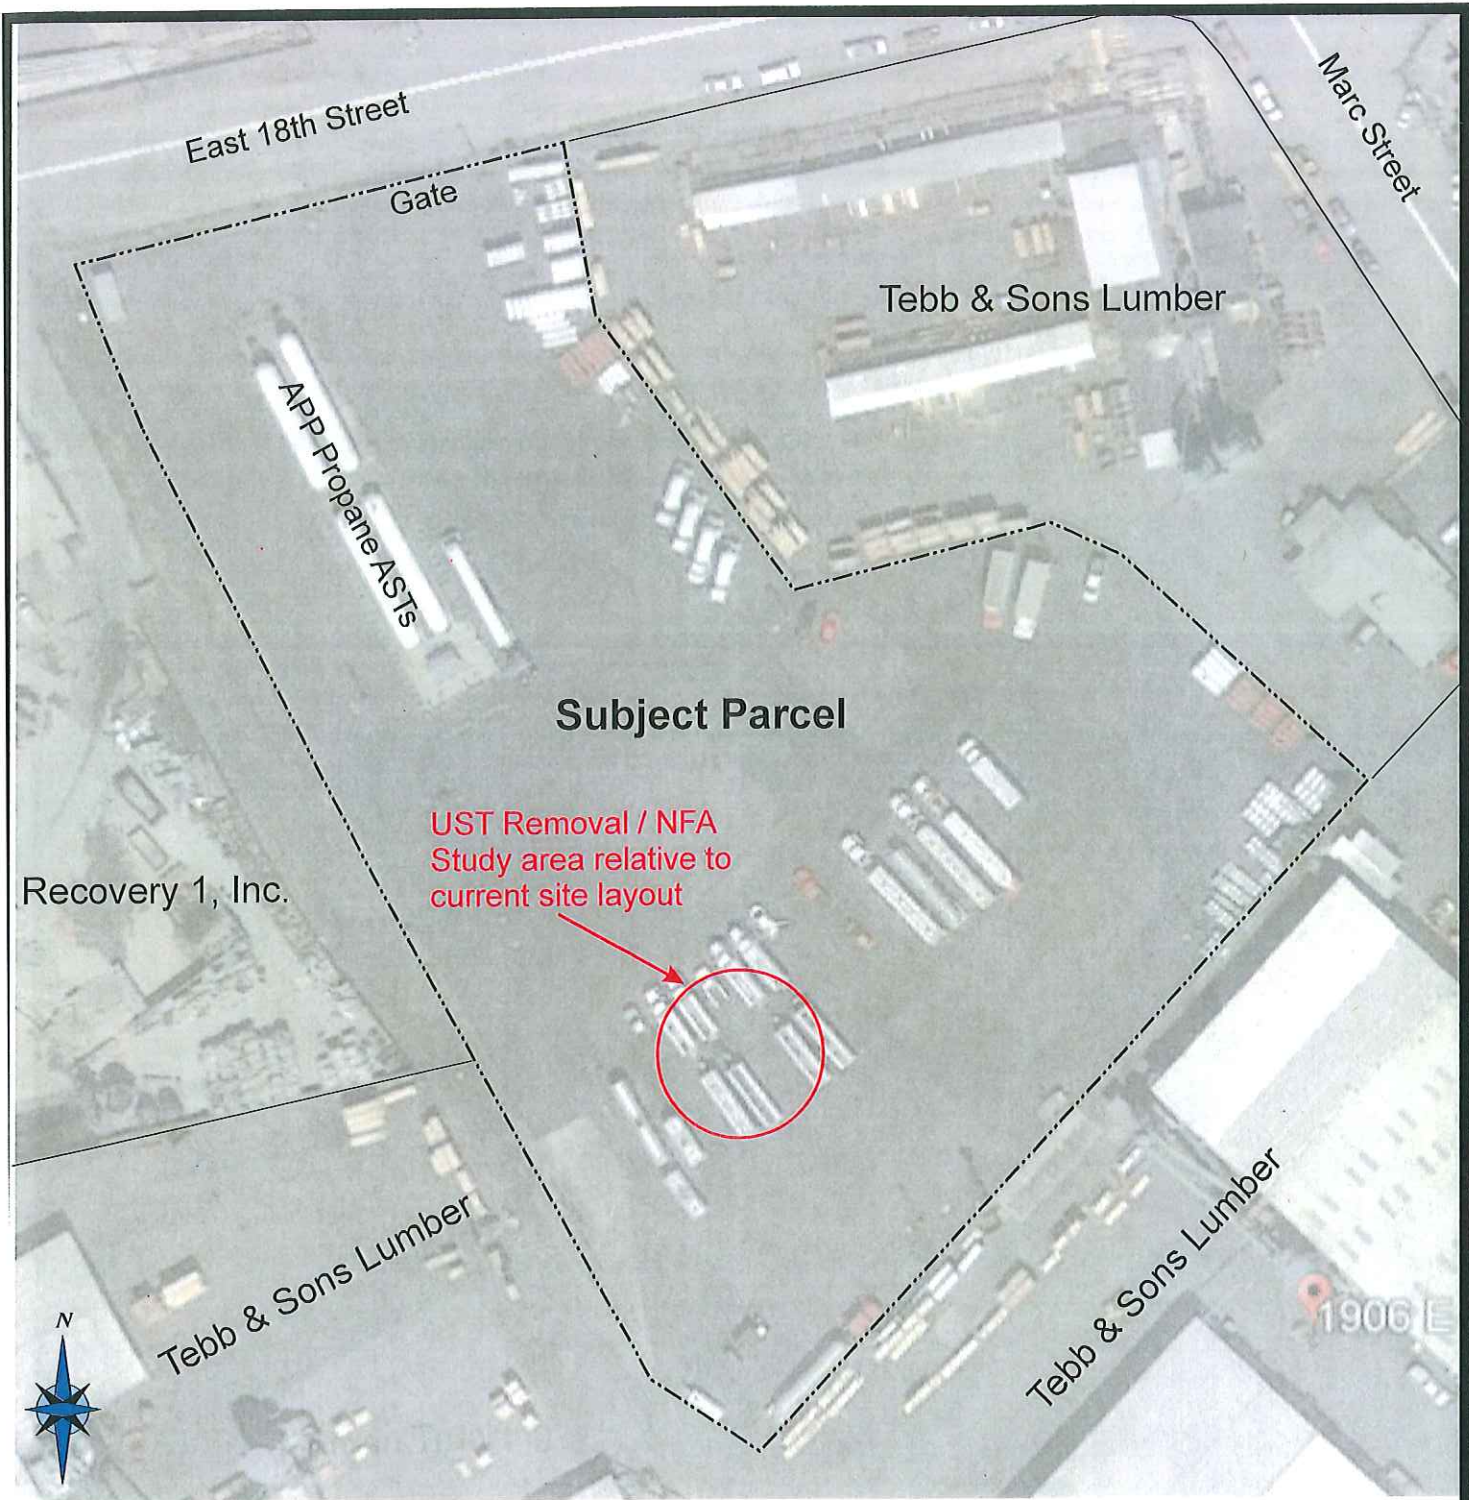 East 18th Street
Marc Street
Gate
Tebb & Sons Lumber
APP Propane ASTs
Subject Parcel
UST Removal / NFA
Study area relative to
current site layout
Recovery 1, Inc.
Tebb & Sons Lumber
Tebb & Sons Lumber
1906 E
N